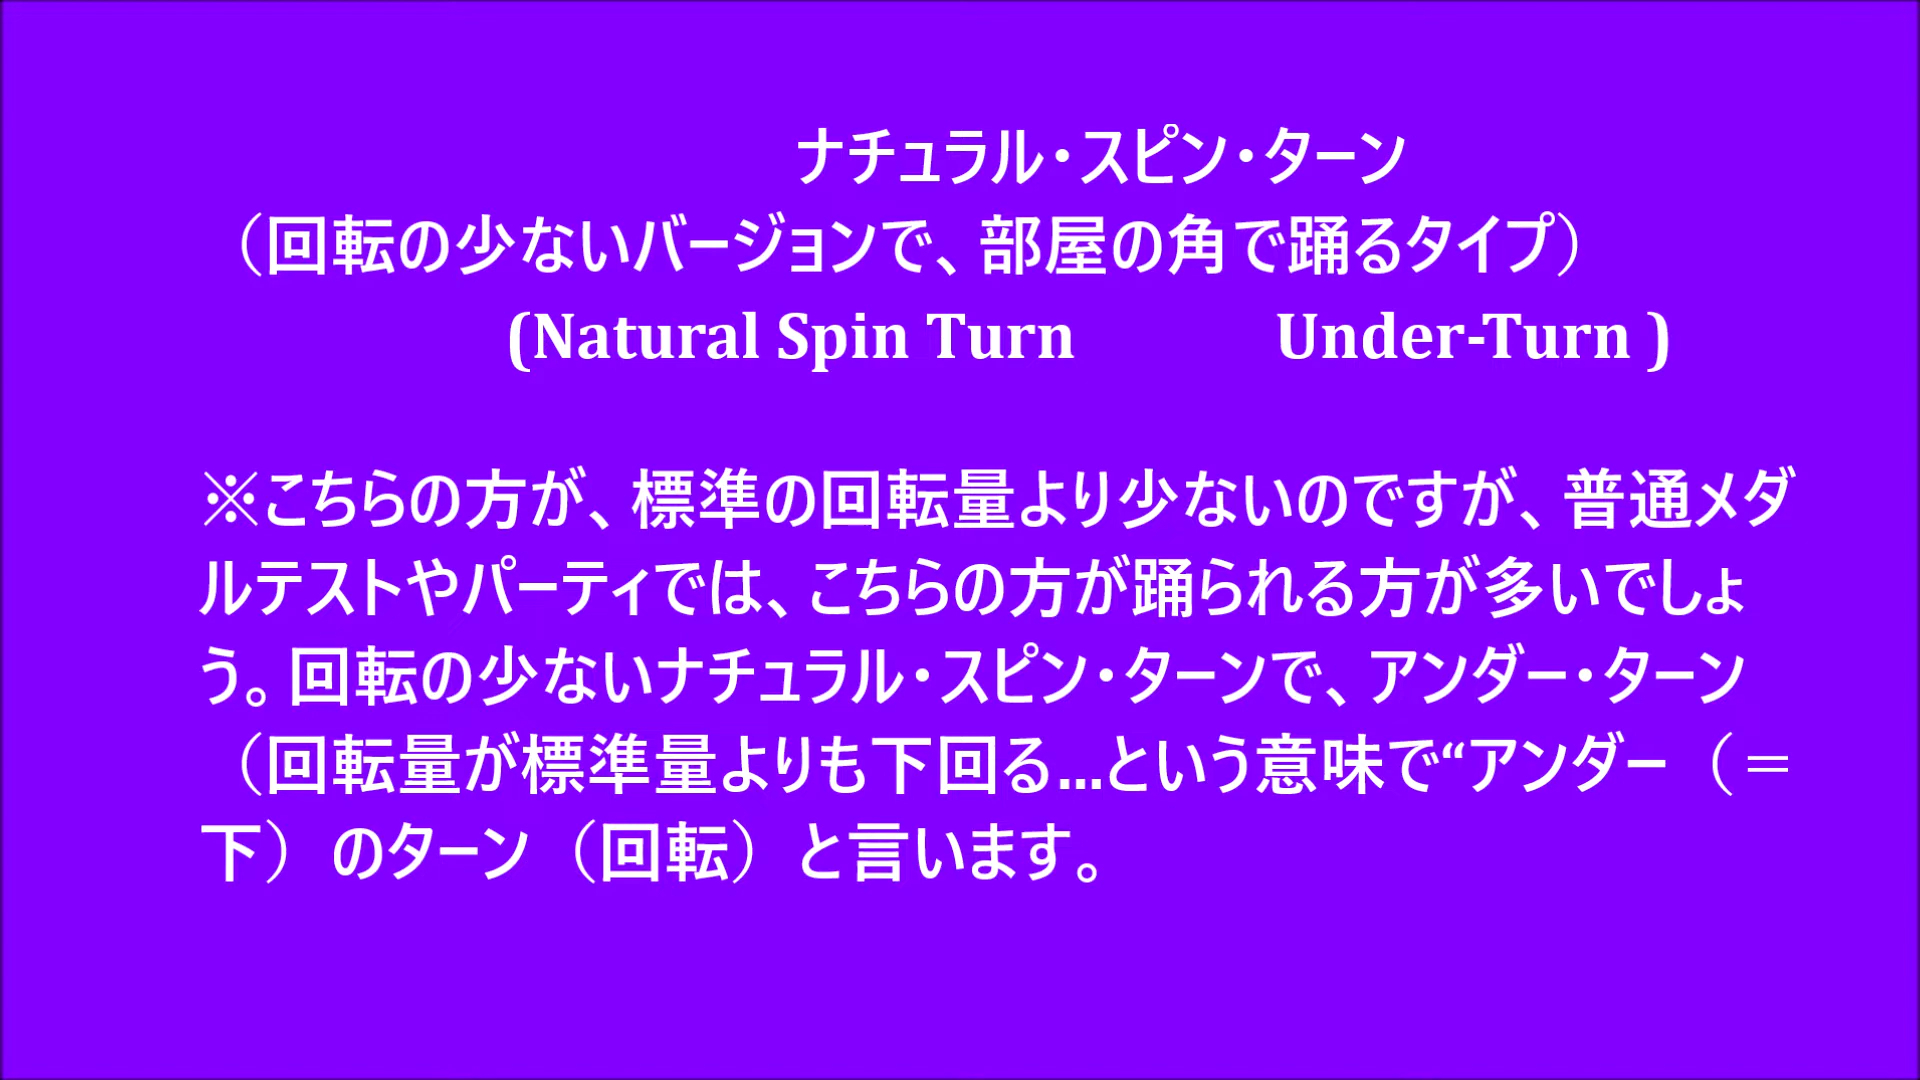 ナチュラル・スピン・ターン
（回転の少ないバージョンで、部屋の角で踊るタイプ）
(Natural Spin Turn Under-Turn )
※こちらの方が、標準の回転量より少ないのですが、普通メダ
ルテストやパーティでは、こちらの方が踊られる方が多いでしょ
う。回転の少ないナチュラル・スピン・ターンで、アンダー・ターン
（回転量が標準量よりも下回る...という意味で“アンダー（＝
下）のターン（回転）と言います。